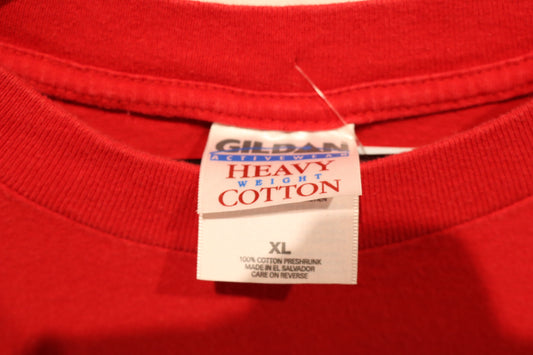 GILDAN
ACTIVEWEAR
HEAVY
WEIGHT
COTTON
XL
100% COTTON PRESHRUNK
MADE IN EL SALVADOR
CARE ON REVERSE